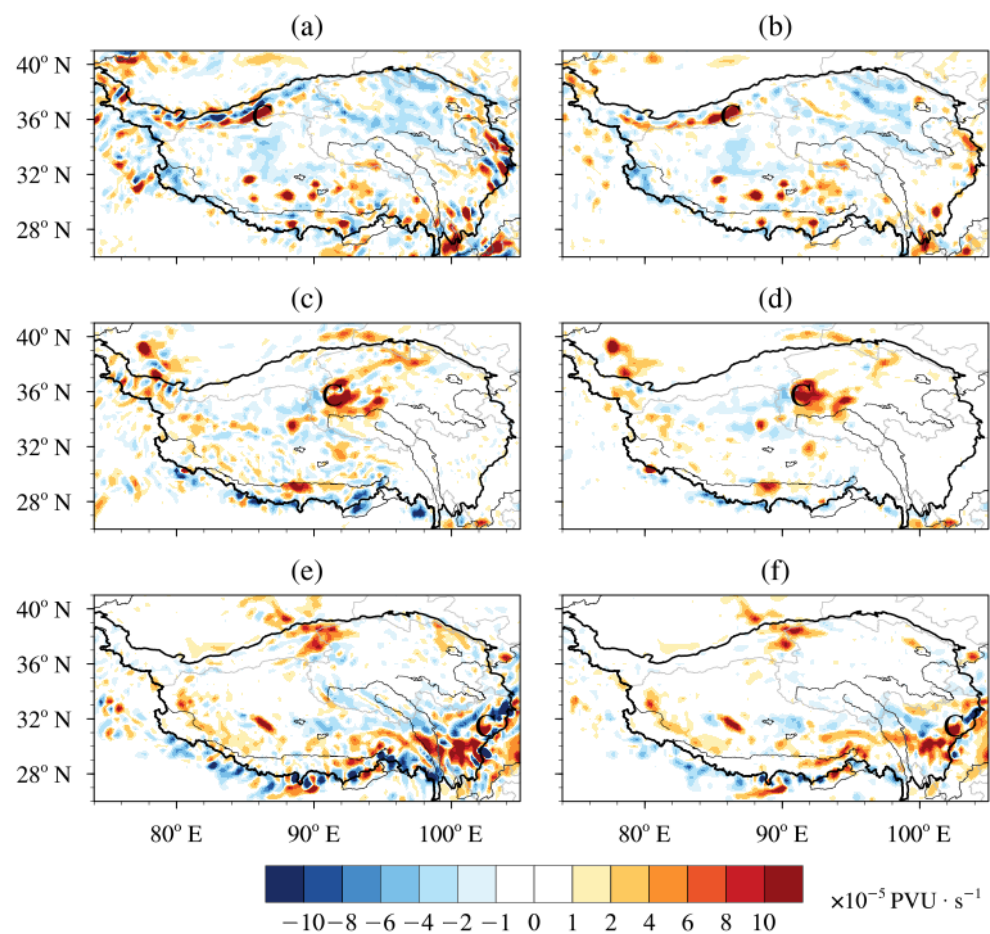 (a) (b)
40° N
36° N
32° N
28° N
C C
(c) (d)
40° N
36° N
32° N
28° N
C C
(e) (f)
40° N
36° N
32° N
28° N
C C
80° E 90° E 100° E 80° E 90° E 100° E
−10 −8 −6 −4 −2 −1 0 1 2 4 6 8 10
×10⁻⁵ PVU · s⁻¹